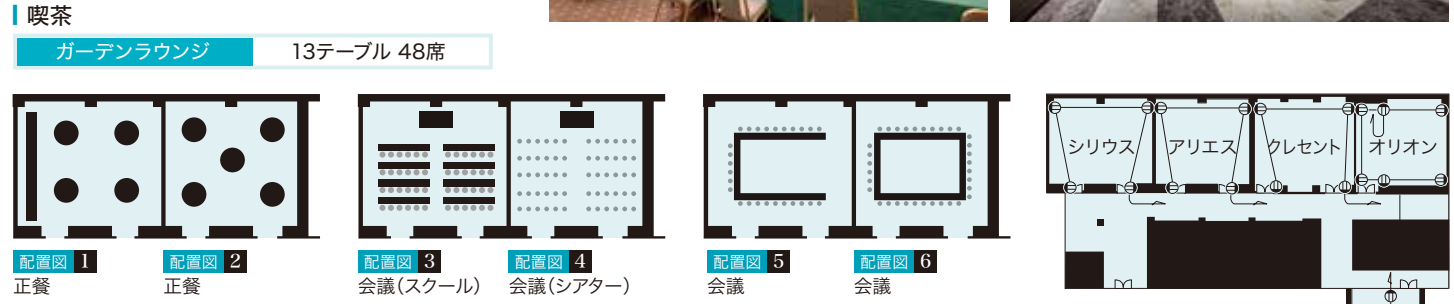 喫茶
ガーデンラウンジ 13テーブル 48席
シリウス アリエス クレセント オリオン
配置図 1
正餐
配置図 2
正餐
配置図 3
会議(スクール)
配置図 4
会議(シアター)
配置図 5
会議
配置図 6
会議